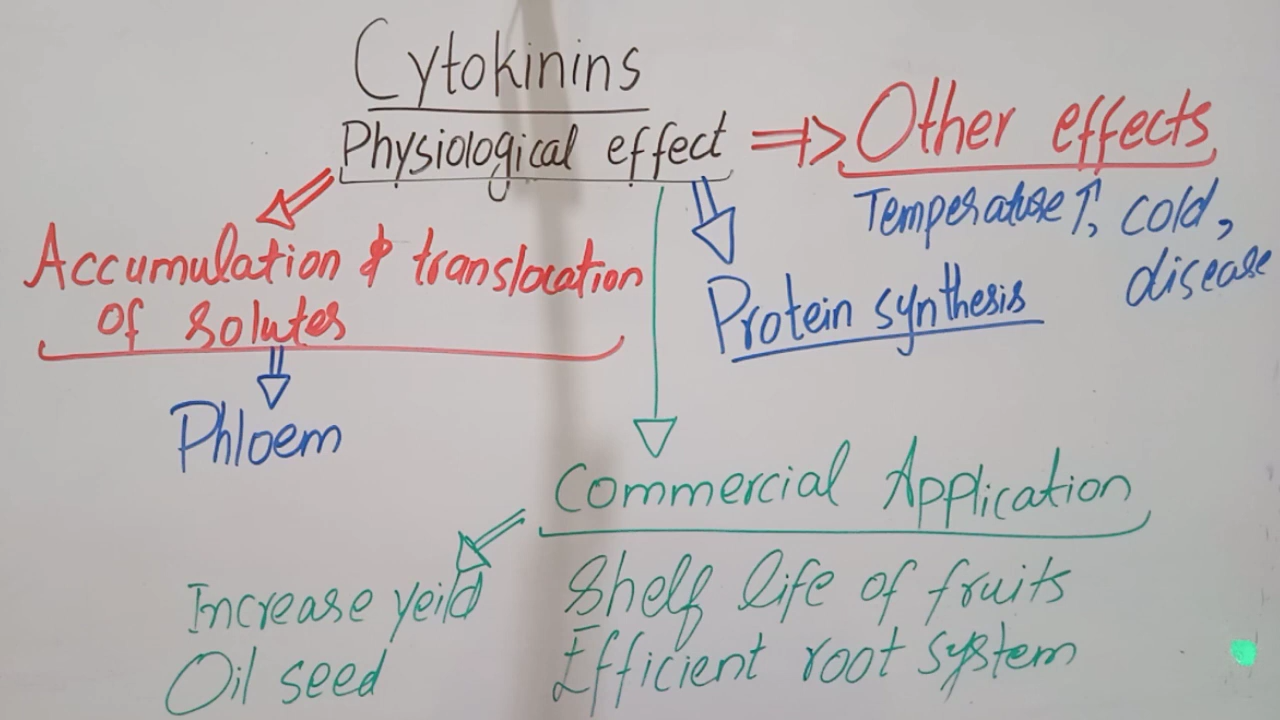 Cytokinins
Physiological effect => Other effects
Temperature ↑, cold,
disease
Accumulation & translocation
of solutes
Phloem
Protein synthesis
Commercial Application
Increase yeild
Oil seed
Shelf life of fruits
Efficient root system